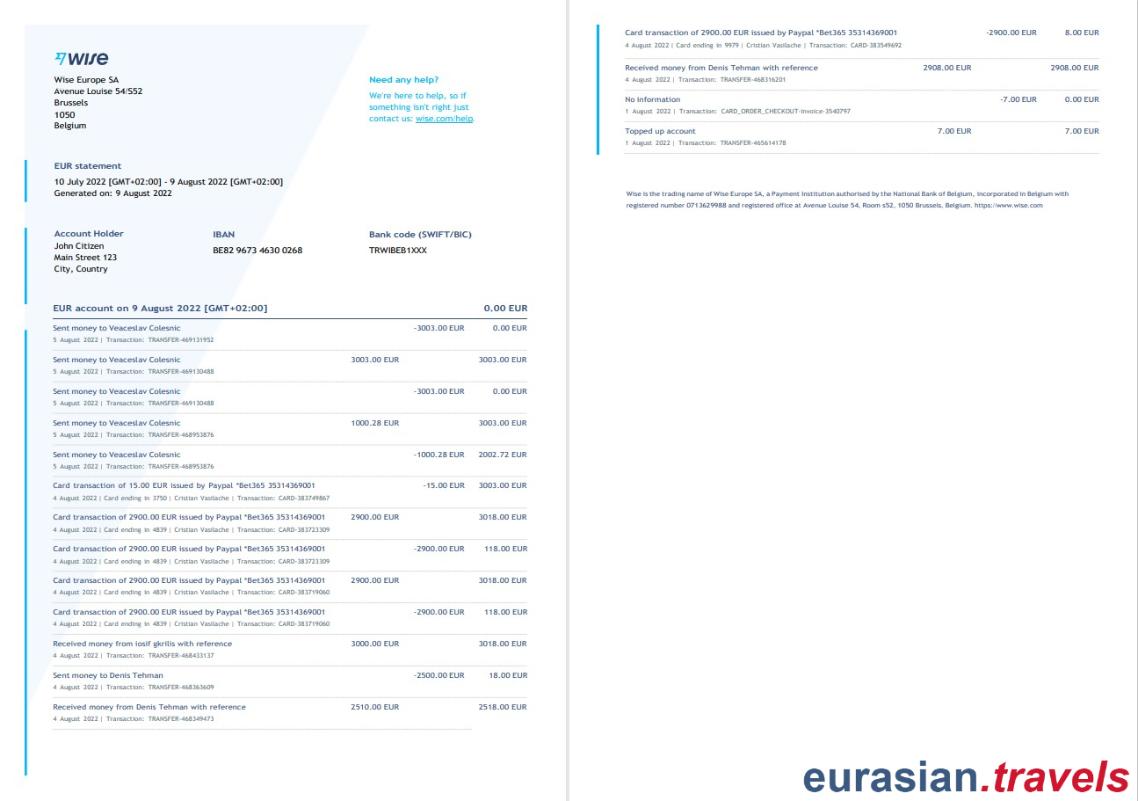 wise
Wise Europe SA
Avenue Louise 54/S52
Brussels
1050
Belgium
Need any help?
We're here to help, so if
something isn't right just
contact us: wise.com/help.
EUR statement
10 July 2022 [GMT+02:00] - 9 August 2022 [GMT+02:00]
Generated on: 9 August 2022
Account Holder
John Citizen
Main Street 123
City, Country
IBAN
BE82 9673 4630 0268
Bank code (SWIFT/BIC)
TRWIBEB1XXX
EUR account on 9 August 2022 [GMT+02:00] 0.00 EUR
Sent money to Veaceslav Colesnic -3003.00 EUR 0.00 EUR
5 August 2022 | Transaction: TRANSFER-469131952
Sent money to Veaceslav Colesnic 3003.00 EUR 3003.00 EUR
5 August 2022 | Transaction: TRANSFER-469130488
Sent money to Veaceslav Colesnic -3003.00 EUR 0.00 EUR
5 August 2022 | Transaction: TRANSFER-469130488
Sent money to Veaceslav Colesnic 1000.28 EUR 3003.00 EUR
5 August 2022 | Transaction: TRANSFER-468953876
Sent money to Veaceslav Colesnic -1000.28 EUR 2002.72 EUR
5 August 2022 | Transaction: TRANSFER-468953876
Card transaction of 15.00 EUR issued by Paypal *Bet365 35314369001 -15.00 EUR 3003.00 EUR
4 August 2022 | Card ending in 3750 | Cristian Vasilache | Transaction: CARD-383749867
Card transaction of 2900.00 EUR issued by Paypal *Bet365 35314369001 2900.00 EUR 3018.00 EUR
4 August 2022 | Card ending in 4839 | Cristian Vasilache | Transaction: CARD-383723309
Card transaction of 2900.00 EUR issued by Paypal *Bet365 35314369001 -2900.00 EUR 118.00 EUR
4 August 2022 | Card ending in 4839 | Cristian Vasilache | Transaction: CARD-383723309
Card transaction of 2900.00 EUR issued by Paypal *Bet365 35314369001 2900.00 EUR 3018.00 EUR
4 August 2022 | Card ending in 4839 | Cristian Vasilache | Transaction: CARD-383719060
Card transaction of 2900.00 EUR issued by Paypal *Bet365 35314369001 -2900.00 EUR 118.00 EUR
4 August 2022 | Card ending in 4839 | Cristian Vasilache | Transaction: CARD-383719060
Received money from iosif gkrilis with reference 3000.00 EUR 3018.00 EUR
4 August 2022 | Transaction: TRANSFER-468433137
Sent money to Denis Tehman -2500.00 EUR 18.00 EUR
4 August 2022 | Transaction: TRANSFER-468363609
Received money from Denis Tehman with reference 2510.00 EUR 2518.00 EUR
4 August 2022 | Transaction: TRANSFER-468349473
Card transaction of 2900.00 EUR issued by Paypal *Bet365 35314369001 -2900.00 EUR 8.00 EUR
4 August 2022 | Card ending in 9979 | Cristian Vasilache | Transaction: CARD-383549692
Received money from Denis Tehman with reference 2908.00 EUR 2908.00 EUR
4 August 2022 | Transaction: TRANSFER-468316201
No information -7.00 EUR 0.00 EUR
1 August 2022 | Transaction: CARD_ORDER_CHECKOUT-invoice-3540797
Topped up account 7.00 EUR 7.00 EUR
1 August 2022 | Transaction: TRANSFER-465614178
Wise is the trading name of Wise Europe SA, a Payment Institution authorised by the National Bank of Belgium, incorporated in Belgium with
registered number 0713629988 and registered office at Avenue Louise 54, Room s52, 1050 Brussels, Belgium. https://www.wise.com
eurasian.travels